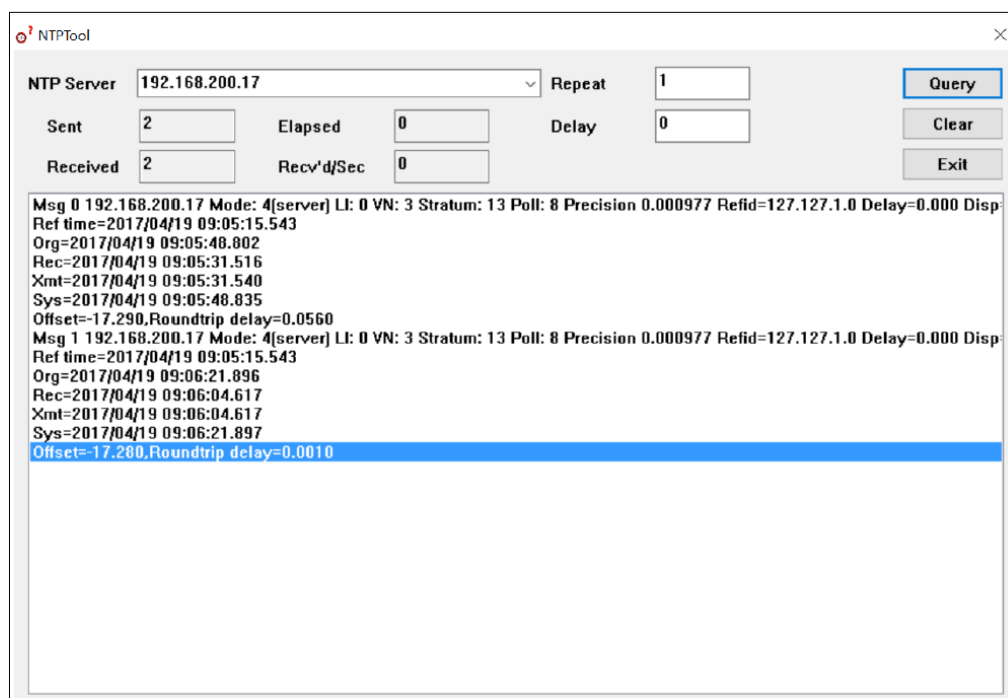 NTPTool
NTP Server 192.168.200.17 Repeat 1 Query
Sent 2 Elapsed 0 Delay 0 Clear
Received 2 Recv'd/Sec 0 Exit
Msg 0 192.168.200.17 Mode: 4(server) LI: 0 VN: 3 Stratum: 13 Poll: 8 Precision 0.000977 Refid=127.127.1.0 Delay=0.000 Disp=
Ref time=2017/04/19 09:05:15.543
Org=2017/04/19 09:05:48.802
Rec=2017/04/19 09:05:31.516
Xmt=2017/04/19 09:05:31.540
Sys=2017/04/19 09:05:48.835
Offset=-17.290,Roundtrip delay=0.0560
Msg 1 192.168.200.17 Mode: 4(server) LI: 0 VN: 3 Stratum: 13 Poll: 8 Precision 0.000977 Refid=127.127.1.0 Delay=0.000 Disp=
Ref time=2017/04/19 09:05:15.543
Org=2017/04/19 09:06:21.896
Rec=2017/04/19 09:06:04.617
Xmt=2017/04/19 09:06:04.617
Sys=2017/04/19 09:06:21.897
Offset=-17.280,Roundtrip delay=0.0010